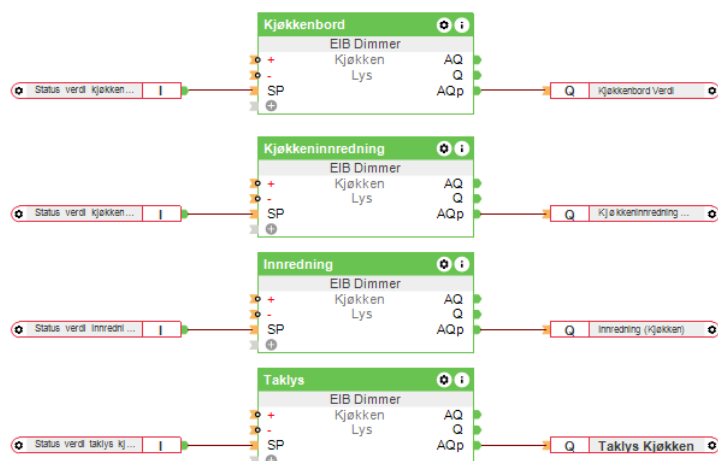 Kjøkkenbord
EIB Dimmer
+ Kjøkken AQ
- Lys Q
Status verdi kjøkken... I SP AQp Q Kjøkkenbord Verdi
Kjøkkeninnredning
EIB Dimmer
+ Kjøkken AQ
- Lys Q
Status verdi kjøkken... I SP AQp Q Kjøkkeninnredning ...
Innredning
EIB Dimmer
+ Kjøkken AQ
- Lys Q
Status verdi innredni ... I SP AQp Q Innredning (Kjøkken)
Taklys
EIB Dimmer
+ Kjøkken AQ
- Lys Q
Status verdi taklys kj... I SP AQp Q Taklys Kjøkken